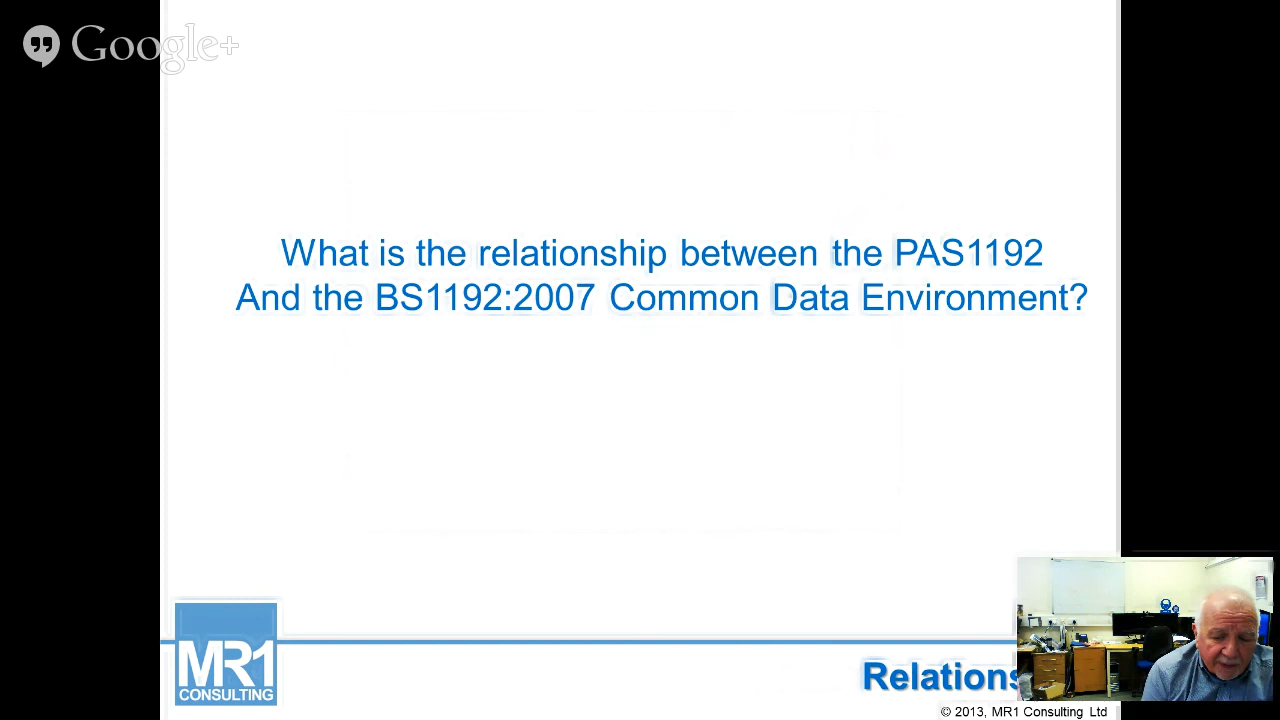 Google+
What is the relationship between the PAS1192
And the BS1192:2007 Common Data Environment?
MR1
CONSULTING
© 2013, MR1 Consulting Ltd